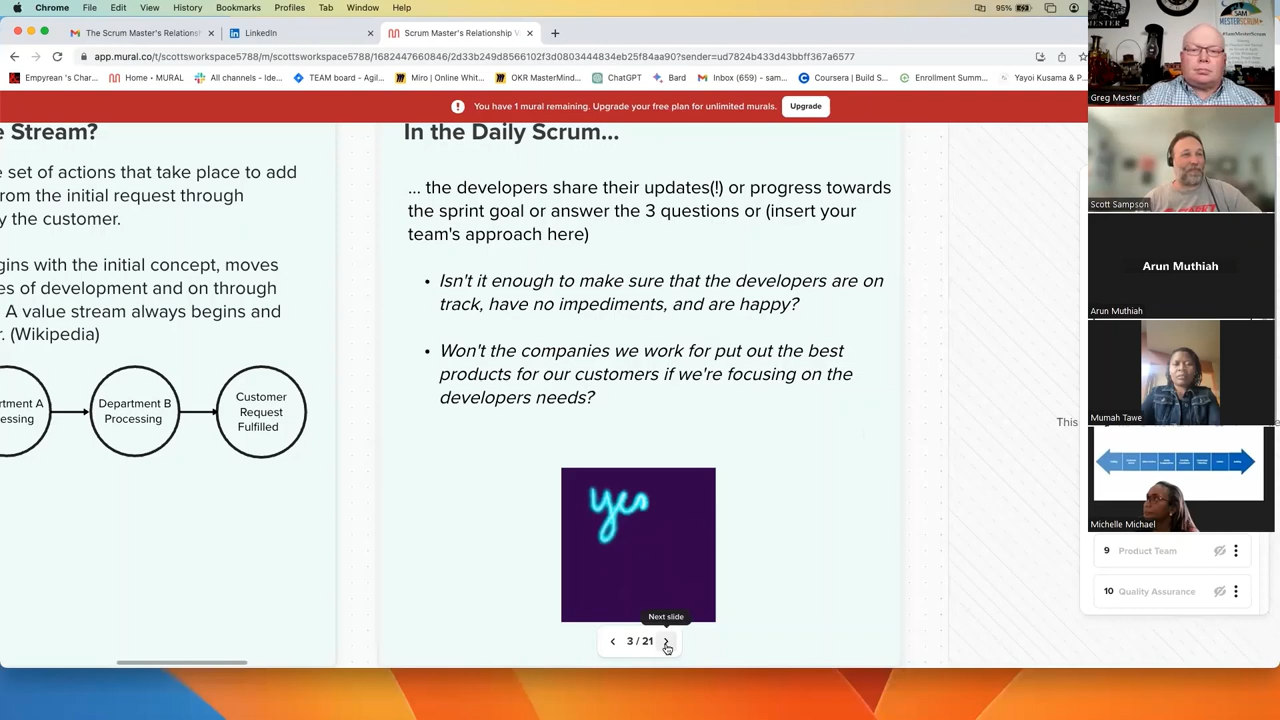 Chrome File Edit View History Bookmarks Profiles Tab Window Help
95%
The Scrum Master's Relationsh
LinkedIn
Scrum Master's Relationship V
app.mural.co/t/scottsworkspace5788/m/scottsworkspace5788/1682447660846/2d33b249d85661073d0803444834eb25f84aa90?sender=ud7824b433d43bbff367a6577
Empyrean 's Char...
Home • MURAL
All channels - Ide...
TEAM board - Agil...
Miro | Online Whit...
OKR MasterMind...
ChatGPT
Bard
Inbox (659) - sam...
Coursera | Build S...
Enrollment Summ...
Yayoi Kusama &
You have 1 mural remaining. Upgrade your free plan for unlimited murals.
Upgrade
e Stream?
e set of actions that take place to add
from the initial request through
y the customer.
gins with the initial concept, moves
es of development and on through
. A value stream always begins and
r. (Wikipedia)
rtment A
essing
Department B
Processing
Customer
Request
Fulfilled
In the Daily Scrum...
... the developers share their updates(!) or progress towards
the sprint goal or answer the 3 questions or (insert your
team's approach here)
• Isn't it enough to make sure that the developers are on
track, have no impediments, and are happy?
• Won't the companies we work for put out the best
products for our customers if we're focusing on the
developers needs?
yes
Next slide
3 / 21
This
MESTER
SAM
MESTERSCRUM
#SamMesterScrum
Greg Mester
Scott Sampson
Arun Muthiah
Arun Muthiah
Mumah Tawe
Michelle Michael
9 Product Team
10 Quality Assurance